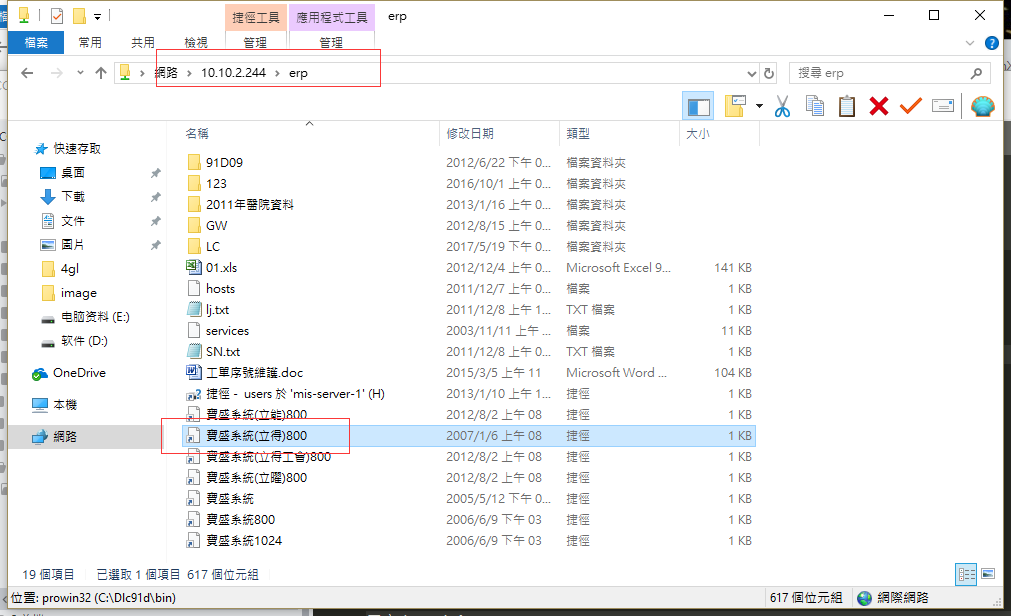 捷徑工具 應用程式工具 erp
檔案 常用 共用 檢視 管理 管理
網路 › 10.10.2.244 › erp 搜尋 erp
名稱 修改日期 類型 大小
快速存取
桌面
下載
文件
圖片
4gl
image
电脑资料 (E:)
软件 (D:)
OneDrive
本機
網路
91D09 2012/6/22 下午 0... 檔案資料夾
123 2016/10/1 上午 0... 檔案資料夾
2011年醫院資料 2013/1/16 上午 0... 檔案資料夾
GW 2012/8/15 上午 0... 檔案資料夾
LC 2017/5/19 下午 0... 檔案資料夾
01.xls 2012/12/4 上午 0... Microsoft Excel 9... 141 KB
hosts 2011/12/7 上午 0... 檔案 1 KB
lj.txt 2011/12/8 上午 1... TXT 檔案 1 KB
services 2003/11/11 上午 ... 檔案 11 KB
SN.txt 2011/12/8 上午 0... TXT 檔案 1 KB
工單序號維護.doc 2015/3/5 上午 11 Microsoft Word ... 104 KB
捷徑 - users 於 'mis-server-1' (H) 2013/1/10 上午 1... 捷徑 1 KB
寶盛系統(立能)800 2012/8/2 上午 08 捷徑 1 KB
寶盛系統(立得)800 2007/1/6 上午 08 捷徑 1 KB
寶盛系統(立得工會)800 2012/8/2 上午 08 捷徑 1 KB
寶盛系統(立曜)800 2012/8/2 上午 08 捷徑 1 KB
寶盛系統 2005/5/12 下午 0... 捷徑 1 KB
寶盛系統800 2006/6/9 下午 03 捷徑 1 KB
寶盛系統1024 2006/6/9 下午 03 捷徑 1 KB
19 個項目 已選取 1 個項目 617 個位元組
位置: prowin32 (C:\Dlc91d\bin) 617 個位元組 網際網路